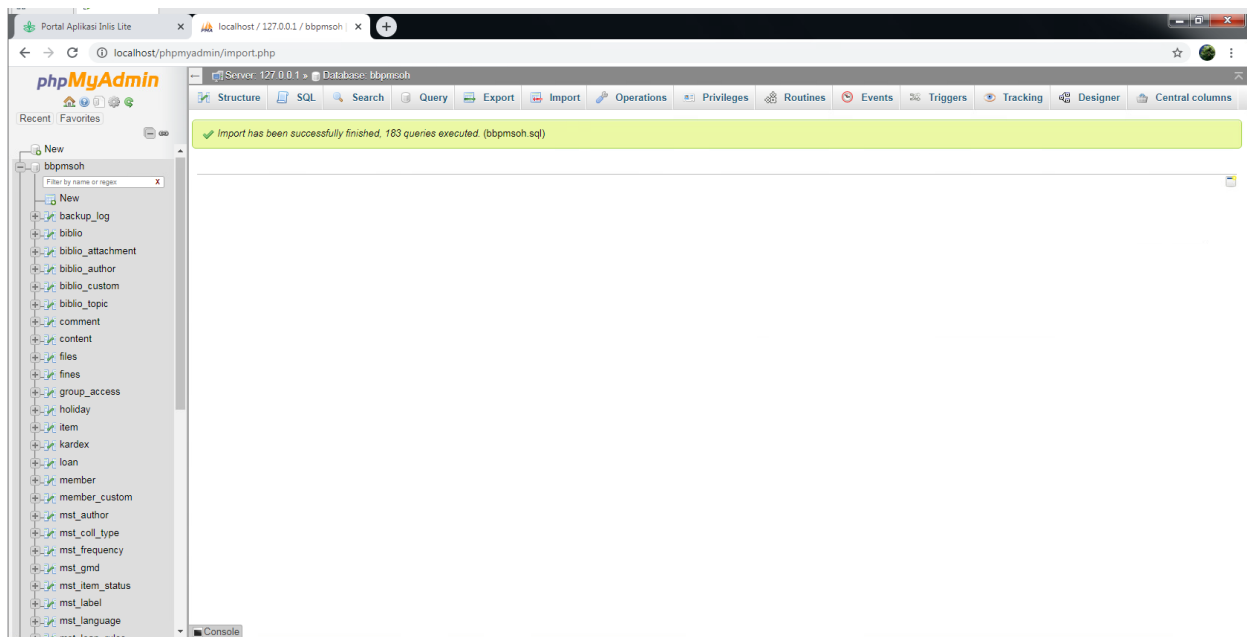 Portal Aplikasi Inlis Lite
localhost / 127.0.0.1 / bbpmsoh |
localhost/phpmyadmin/import.php
phpMyAdmin
Recent Favorites
New
bbpmsoh
Filter by name or regex X
New
backup_log
biblio
biblio_attachment
biblio_author
biblio_custom
biblio_topic
comment
content
files
fines
group_access
holiday
item
kardex
loan
member
member_custom
mst_author
mst_coll_type
mst_frequency
mst_gmd
mst_item_status
mst_label
mst_language
Server: 127.0.0.1 » Database: bbpmsoh
Structure SQL Search Query Export Import Operations Privileges Routines Events Triggers Tracking Designer Central columns
Import has been successfully finished, 183 queries executed. (bbpmsoh.sql)
Console